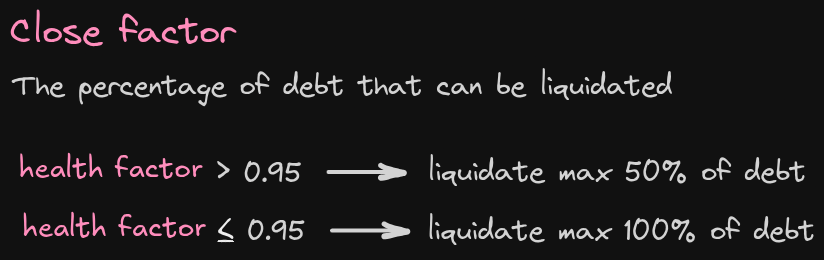 Close factor
The percentage of debt that can be liquidated
health factor > 0.95 ⟶ liquidate max 50% of debt
health factor ≤ 0.95 ⟶ liquidate max 100% of debt